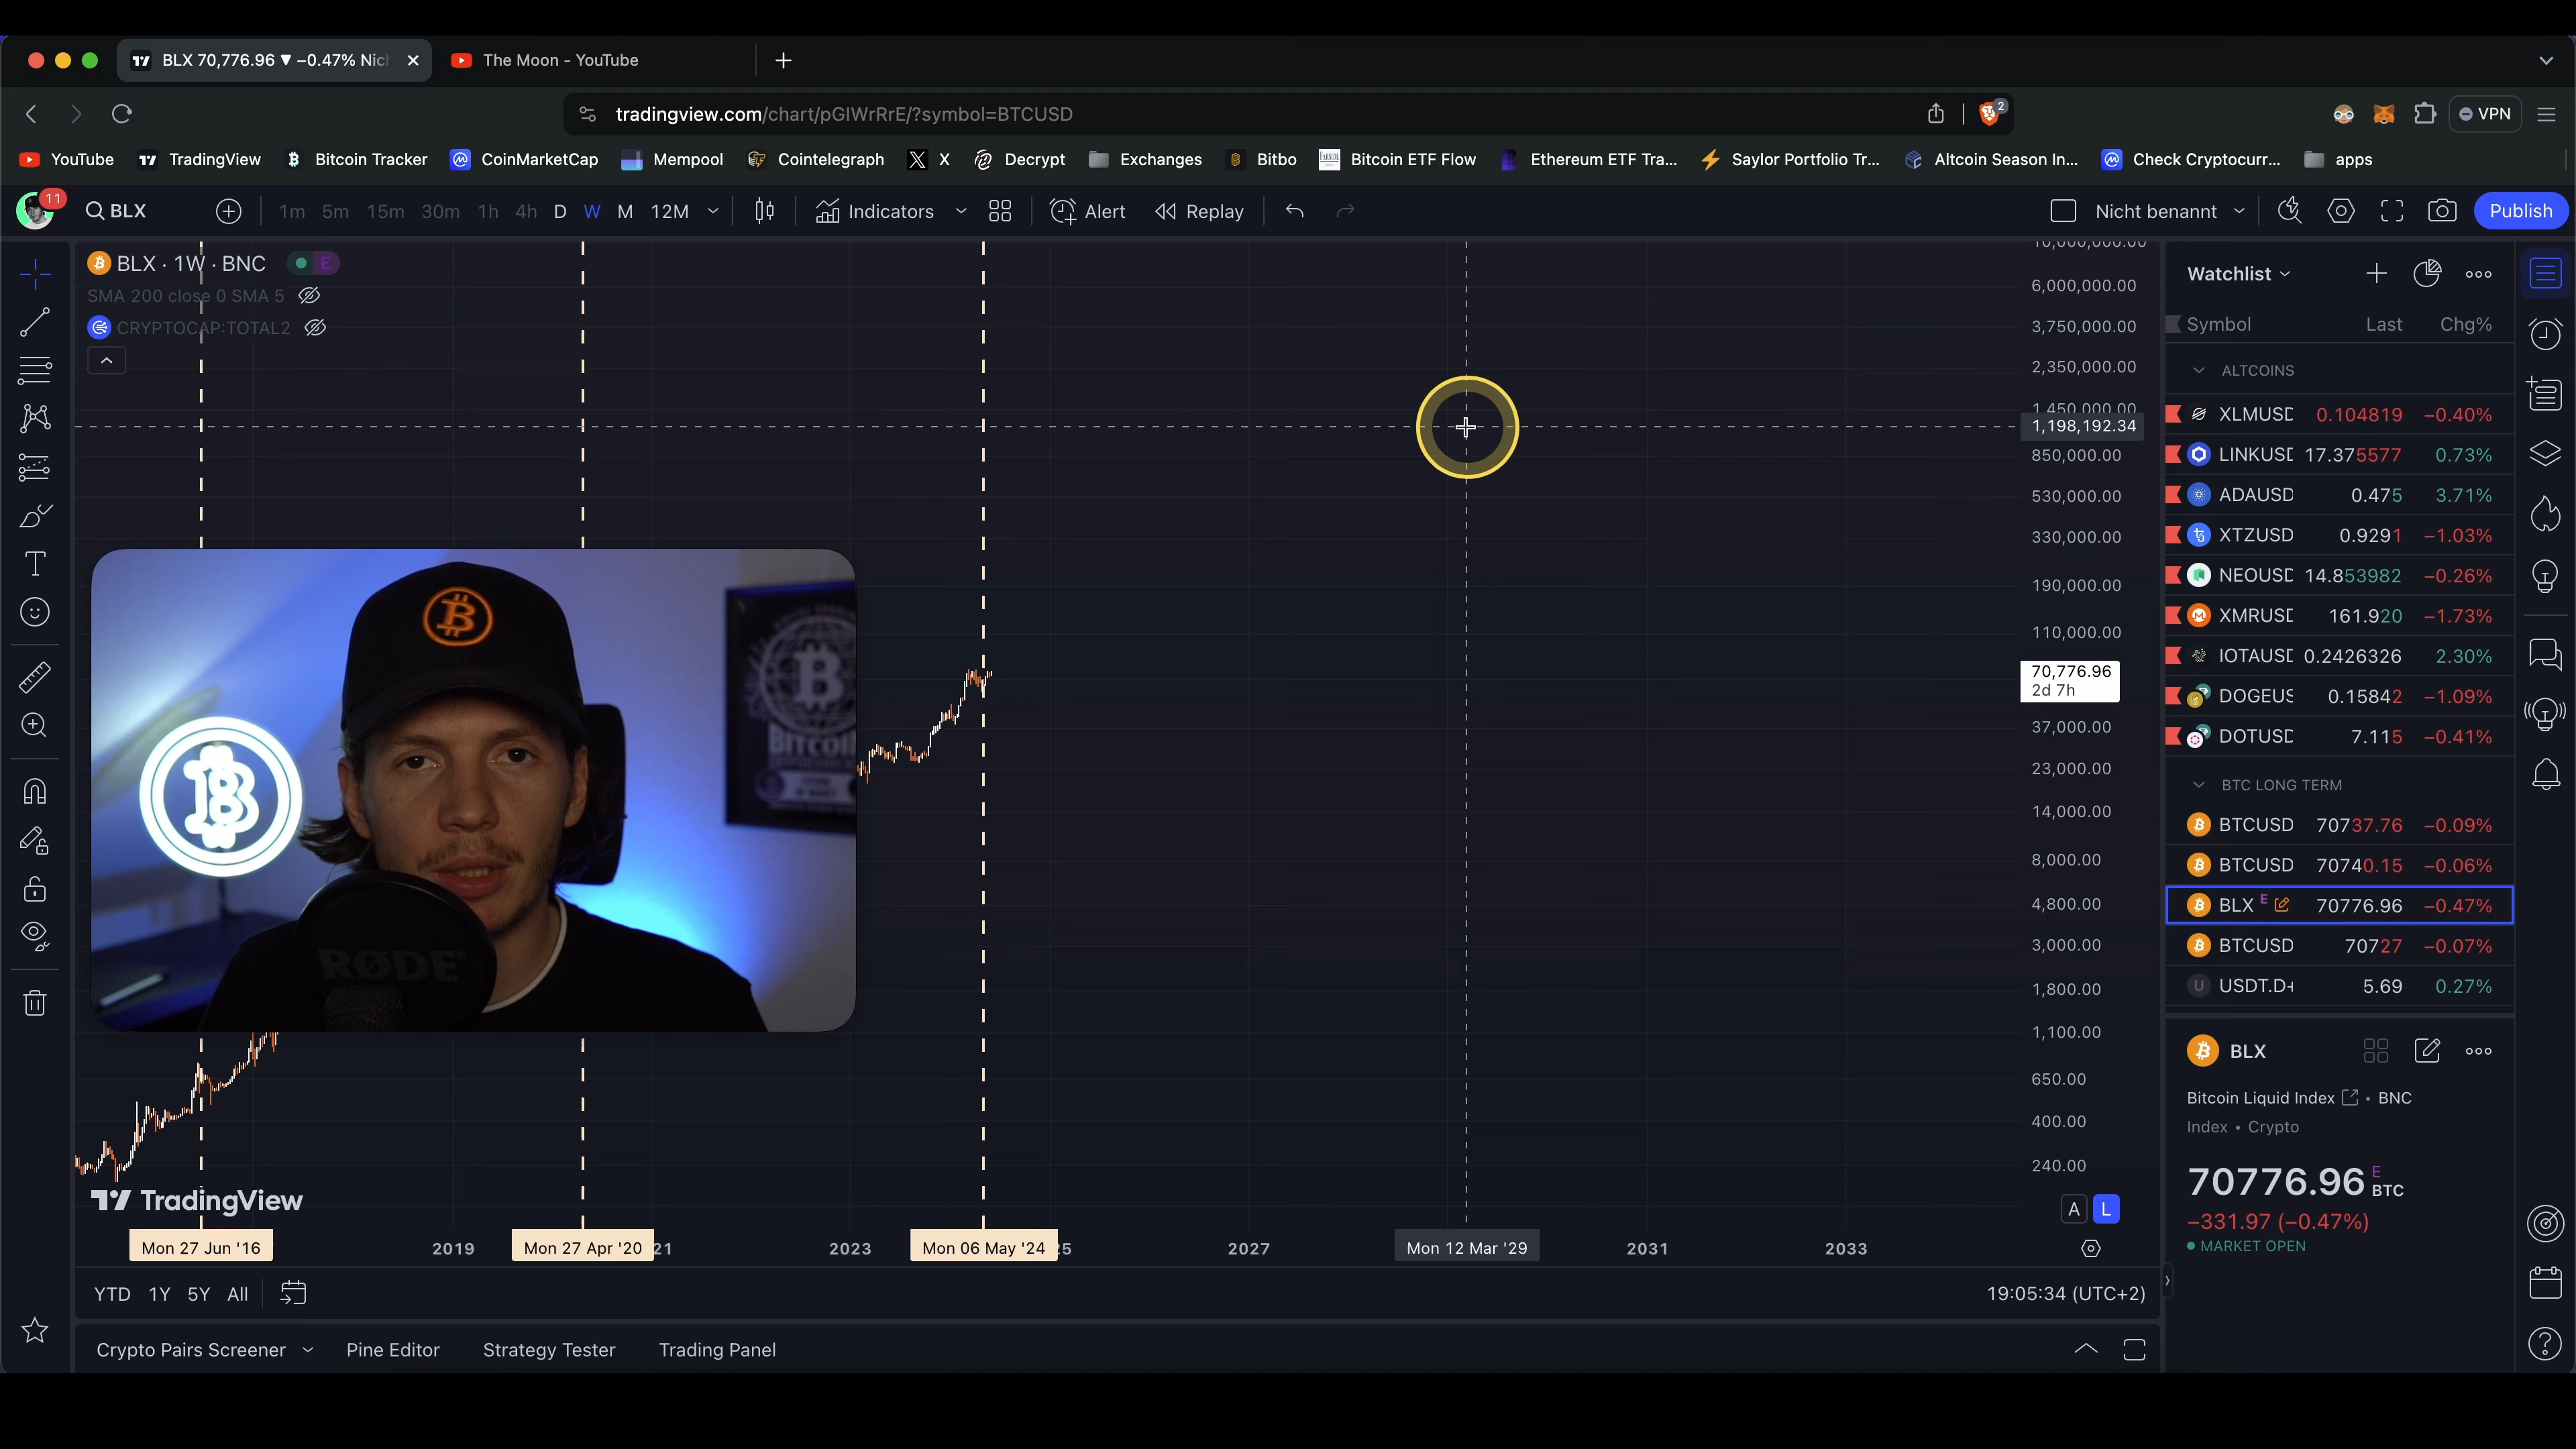 BLX 70,776.96 ▼ −0.47% Nic
The Moon - YouTube
tradingview.com/chart/pGIWrRrE/?symbol=BTCUSD
2
VPN
YouTube TradingView Bitcoin Tracker CoinMarketCap Mempool Cointelegraph X Decrypt Exchanges Bitbo Bitcoin ETF Flow Ethereum ETF Tra... Saylor Portfolio Tr... Altcoin Season In... Check Cryptocurr... apps
11
BLX 1m 5m 15m 30m 1h 4h D W M 12M Indicators Alert Replay Nicht benannt Publish
BLX · 1W · BNC E
SMA 200 close 0 SMA 5
CRYPTOCAP:TOTAL2
10,000,000.00
6,000,000.00
3,750,000.00
2,350,000.00
1,450,000.00
1,198,192.34
850,000.00
530,000.00
330,000.00
190,000.00
110,000.00
70,776.96
2d 7h
37,000.00
23,000.00
14,000.00
8,000.00
4,800.00
3,000.00
1,800.00
1,100.00
650.00
400.00
240.00
A L
RØDE
Bitcoin
TradingView
Mon 27 Jun '16 2019 Mon 27 Apr '20 21 2023 Mon 06 May '24 25 2027 Mon 12 Mar '29 2031 2033
YTD 1Y 5Y All
19:05:34 (UTC+2)
Crypto Pairs Screener Pine Editor Strategy Tester Trading Panel
Watchlist
Symbol Last Chg%
ALTCOINS
XLMUSD 0.104819 −0.40%
LINKUSD 17.375577 0.73%
ADAUSD 0.475 3.71%
XTZUSD 0.9291 −1.03%
NEOUSD 14.853982 −0.26%
XMRUSD 161.920 −1.73%
IOTAUSD 0.2426326 2.30%
DOGEUS 0.15842 −1.09%
DOTUSD 7.115 −0.41%
BTC LONG TERM
BTCUSD 70737.76 −0.09%
BTCUSD 70740.15 −0.06%
BLX E 70776.96 −0.47%
BTCUSD 70727 −0.07%
U USDT.D+ 5.69 0.27%
BLX
Bitcoin Liquid Index • BNC
Index • Crypto
70776.96 E BTC
−331.97 (−0.47%)
MARKET OPEN